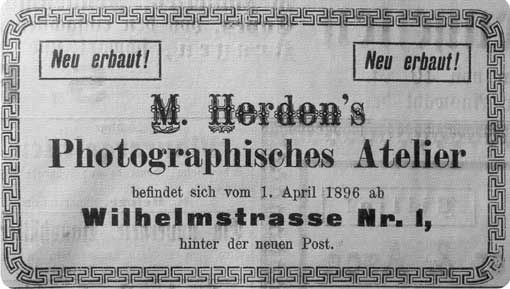 Neu erbaut! Neu erbaut!
M. Herden's
Photographisches Atelier
befindet sich vom 1. April 1896 ab
Wilhelmstrasse Nr. 1,
hinter der neuen Post.